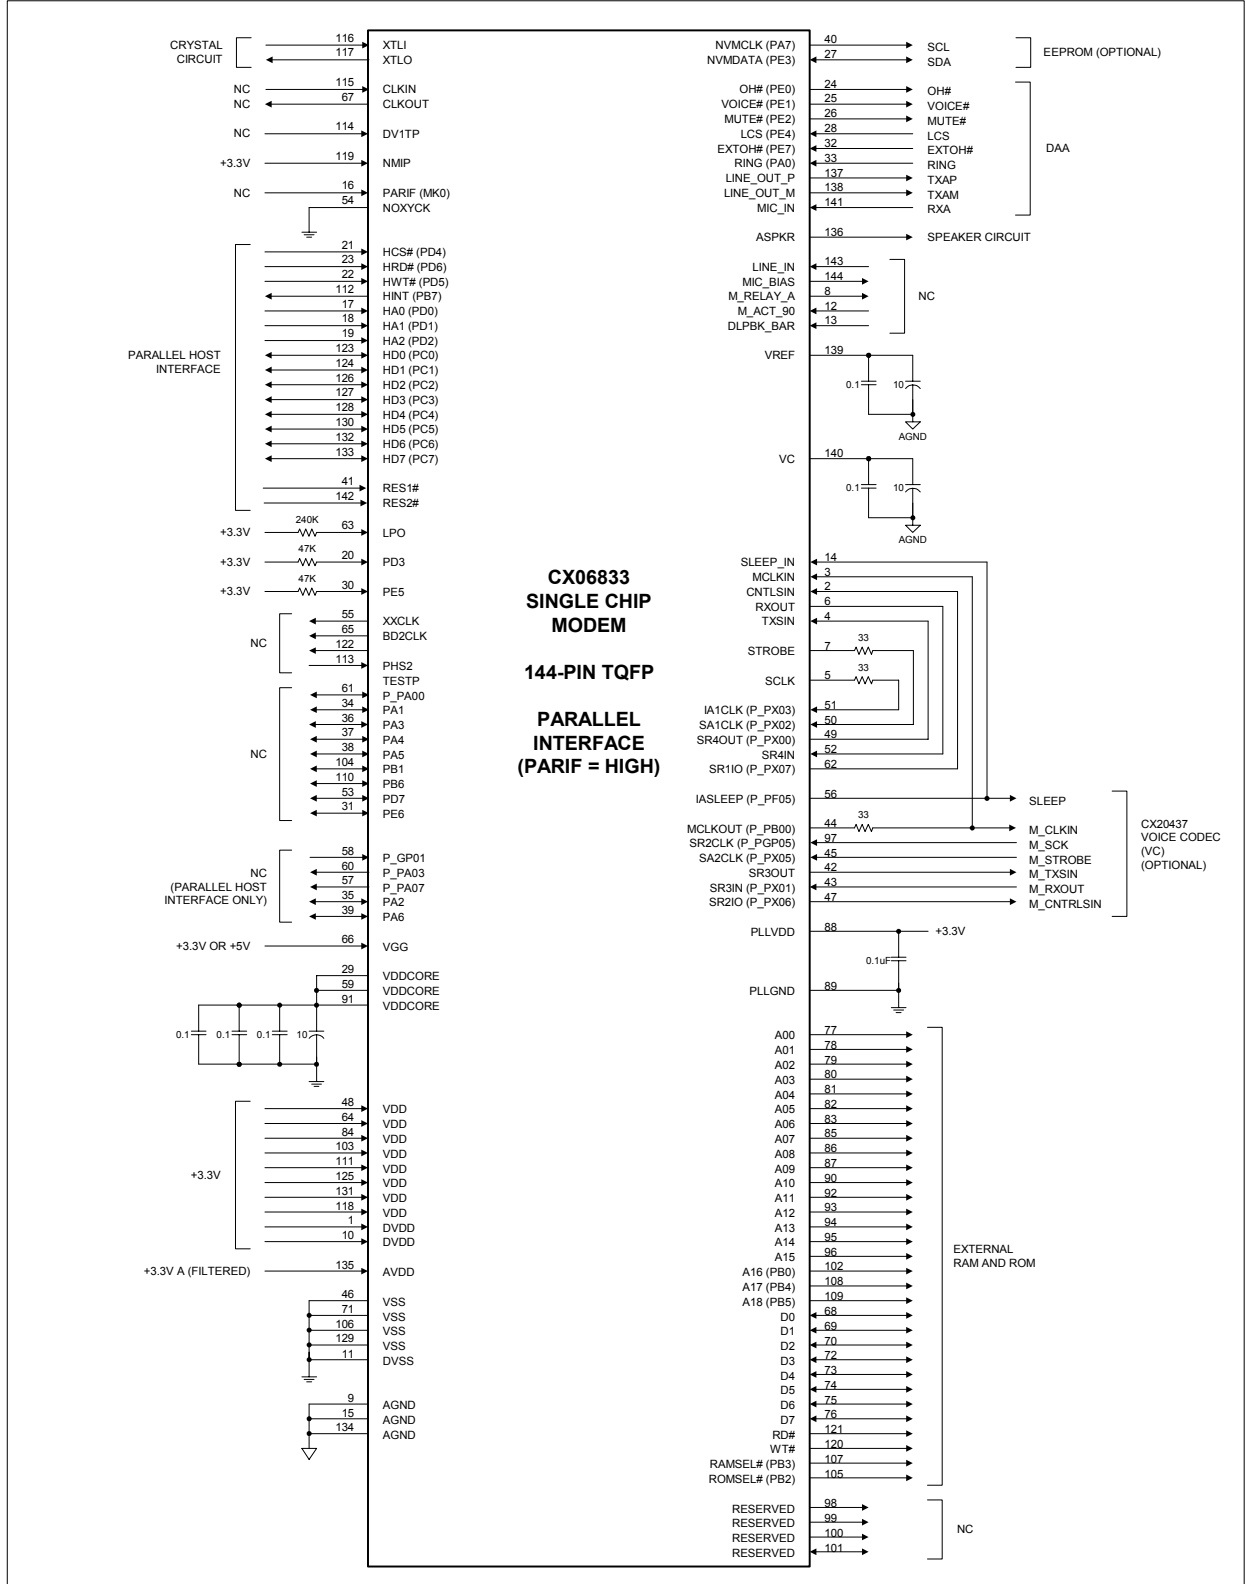 CRYSTAL
CIRCUIT
116 XTLI
117 XTLO
NC 115 CLKIN
NC 67 CLKOUT
NC 114 DV1TP
+3.3V 119 NMIP
NC 16 PARIF (MK0)
54 NOXYCK
PARALLEL HOST
INTERFACE
21 HCS# (PD4)
23 HRD# (PD6)
22 HWT# (PD5)
112 HINT (PB7)
17 HA0 (PD0)
18 HA1 (PD1)
19 HA2 (PD2)
123 HD0 (PC0)
124 HD1 (PC1)
126 HD2 (PC2)
127 HD3 (PC3)
128 HD4 (PC4)
130 HD5 (PC5)
132 HD6 (PC6)
133 HD7 (PC7)
41 RES1#
142 RES2#
+3.3V 240K 63 LPO
+3.3V 47K 20 PD3
+3.3V 47K 30 PE5
NC
55 XXCLK
65 BD2CLK
122
113 PHS2
TESTP
NC
61 P_PA00
34 PA1
36 PA3
37 PA4
38 PA5
104 PB1
110 PB6
53 PD7
31 PE6
NC
(PARALLEL HOST
INTERFACE ONLY)
58 P_GP01
60 P_PA03
57 P_PA07
35 PA2
39 PA6
+3.3V OR +5V 66 VGG
29 VDDCORE
59 VDDCORE
91 VDDCORE
0.1 0.1 0.1 10
+3.3V
48 VDD
64 VDD
84 VDD
103 VDD
111 VDD
125 VDD
131 VDD
118 VDD
1 DVDD
10 DVDD
+3.3V A (FILTERED) 135 AVDD
46 VSS
71 VSS
106 VSS
129 VSS
11 DVSS
9 AGND
15 AGND
134 AGND
CX06833
SINGLE CHIP
MODEM
144-PIN TQFP
PARALLEL
INTERFACE
(PARIF = HIGH)
NVMCLK (PA7) 40 SCL
NVMDATA (PE3) 27 SDA
EEPROM (OPTIONAL)
OH# (PE0) 24 OH#
VOICE# (PE1) 25 VOICE#
MUTE# (PE2) 26 MUTE#
LCS (PE4) 28 LCS
EXTOH# (PE7) 32 EXTOH#
RING (PA0) 33 RING
LINE_OUT_P 137 TXAP
LINE_OUT_M 138 TXAM
MIC_IN 141 RXA
DAA
ASPKR 136 SPEAKER CIRCUIT
LINE_IN 143
MIC_BIAS 144
M_RELAY_A 8
M_ACT_90 12
DLPBK_BAR 13
NC
VREF 139
0.1 10
AGND
VC 140
0.1 10
AGND
SLEEP_IN 14
MCLKIN 3
CNTLSIN 2
RXOUT 6
TXSIN 4
STROBE 7 33
SCLK 5 33
IA1CLK (P_PX03) 51
SA1CLK (P_PX02) 50
SR4OUT (P_PX00) 49
SR4IN 52
SR1IO (P_PX07) 62
IASLEEP (P_PF05) 56 SLEEP
MCLKOUT (P_PB00) 44 33 M_CLKIN
SR2CLK (P_PGP05) 97 M_SCK
SA2CLK (P_PX05) 45 M_STROBE
SR3OUT 42 M_TXSIN
SR3IN (P_PX01) 43 M_RXOUT
SR2IO (P_PX06) 47 M_CNTRLSIN
CX20437
VOICE CODEC
(VC)
(OPTIONAL)
PLLVDD 88 +3.3V
0.1uF
PLLGND 89
A00 77
A01 78
A02 79
A03 80
A04 81
A05 82
A06 83
A07 85
A08 86
A09 87
A10 90
A11 92
A12 93
A13 94
A14 95
A15 96
A16 (PB0) 102
A17 (PB4) 108
A18 (PB5) 109
D0 68
D1 69
D2 70
D3 72
D4 73
D5 74
D6 75
D7 76
RD# 121
WT# 120
RAMSEL# (PB3) 107
ROMSEL# (PB2) 105
EXTERNAL
RAM AND ROM
RESERVED 98
RESERVED 99
RESERVED 100
RESERVED 101
NC